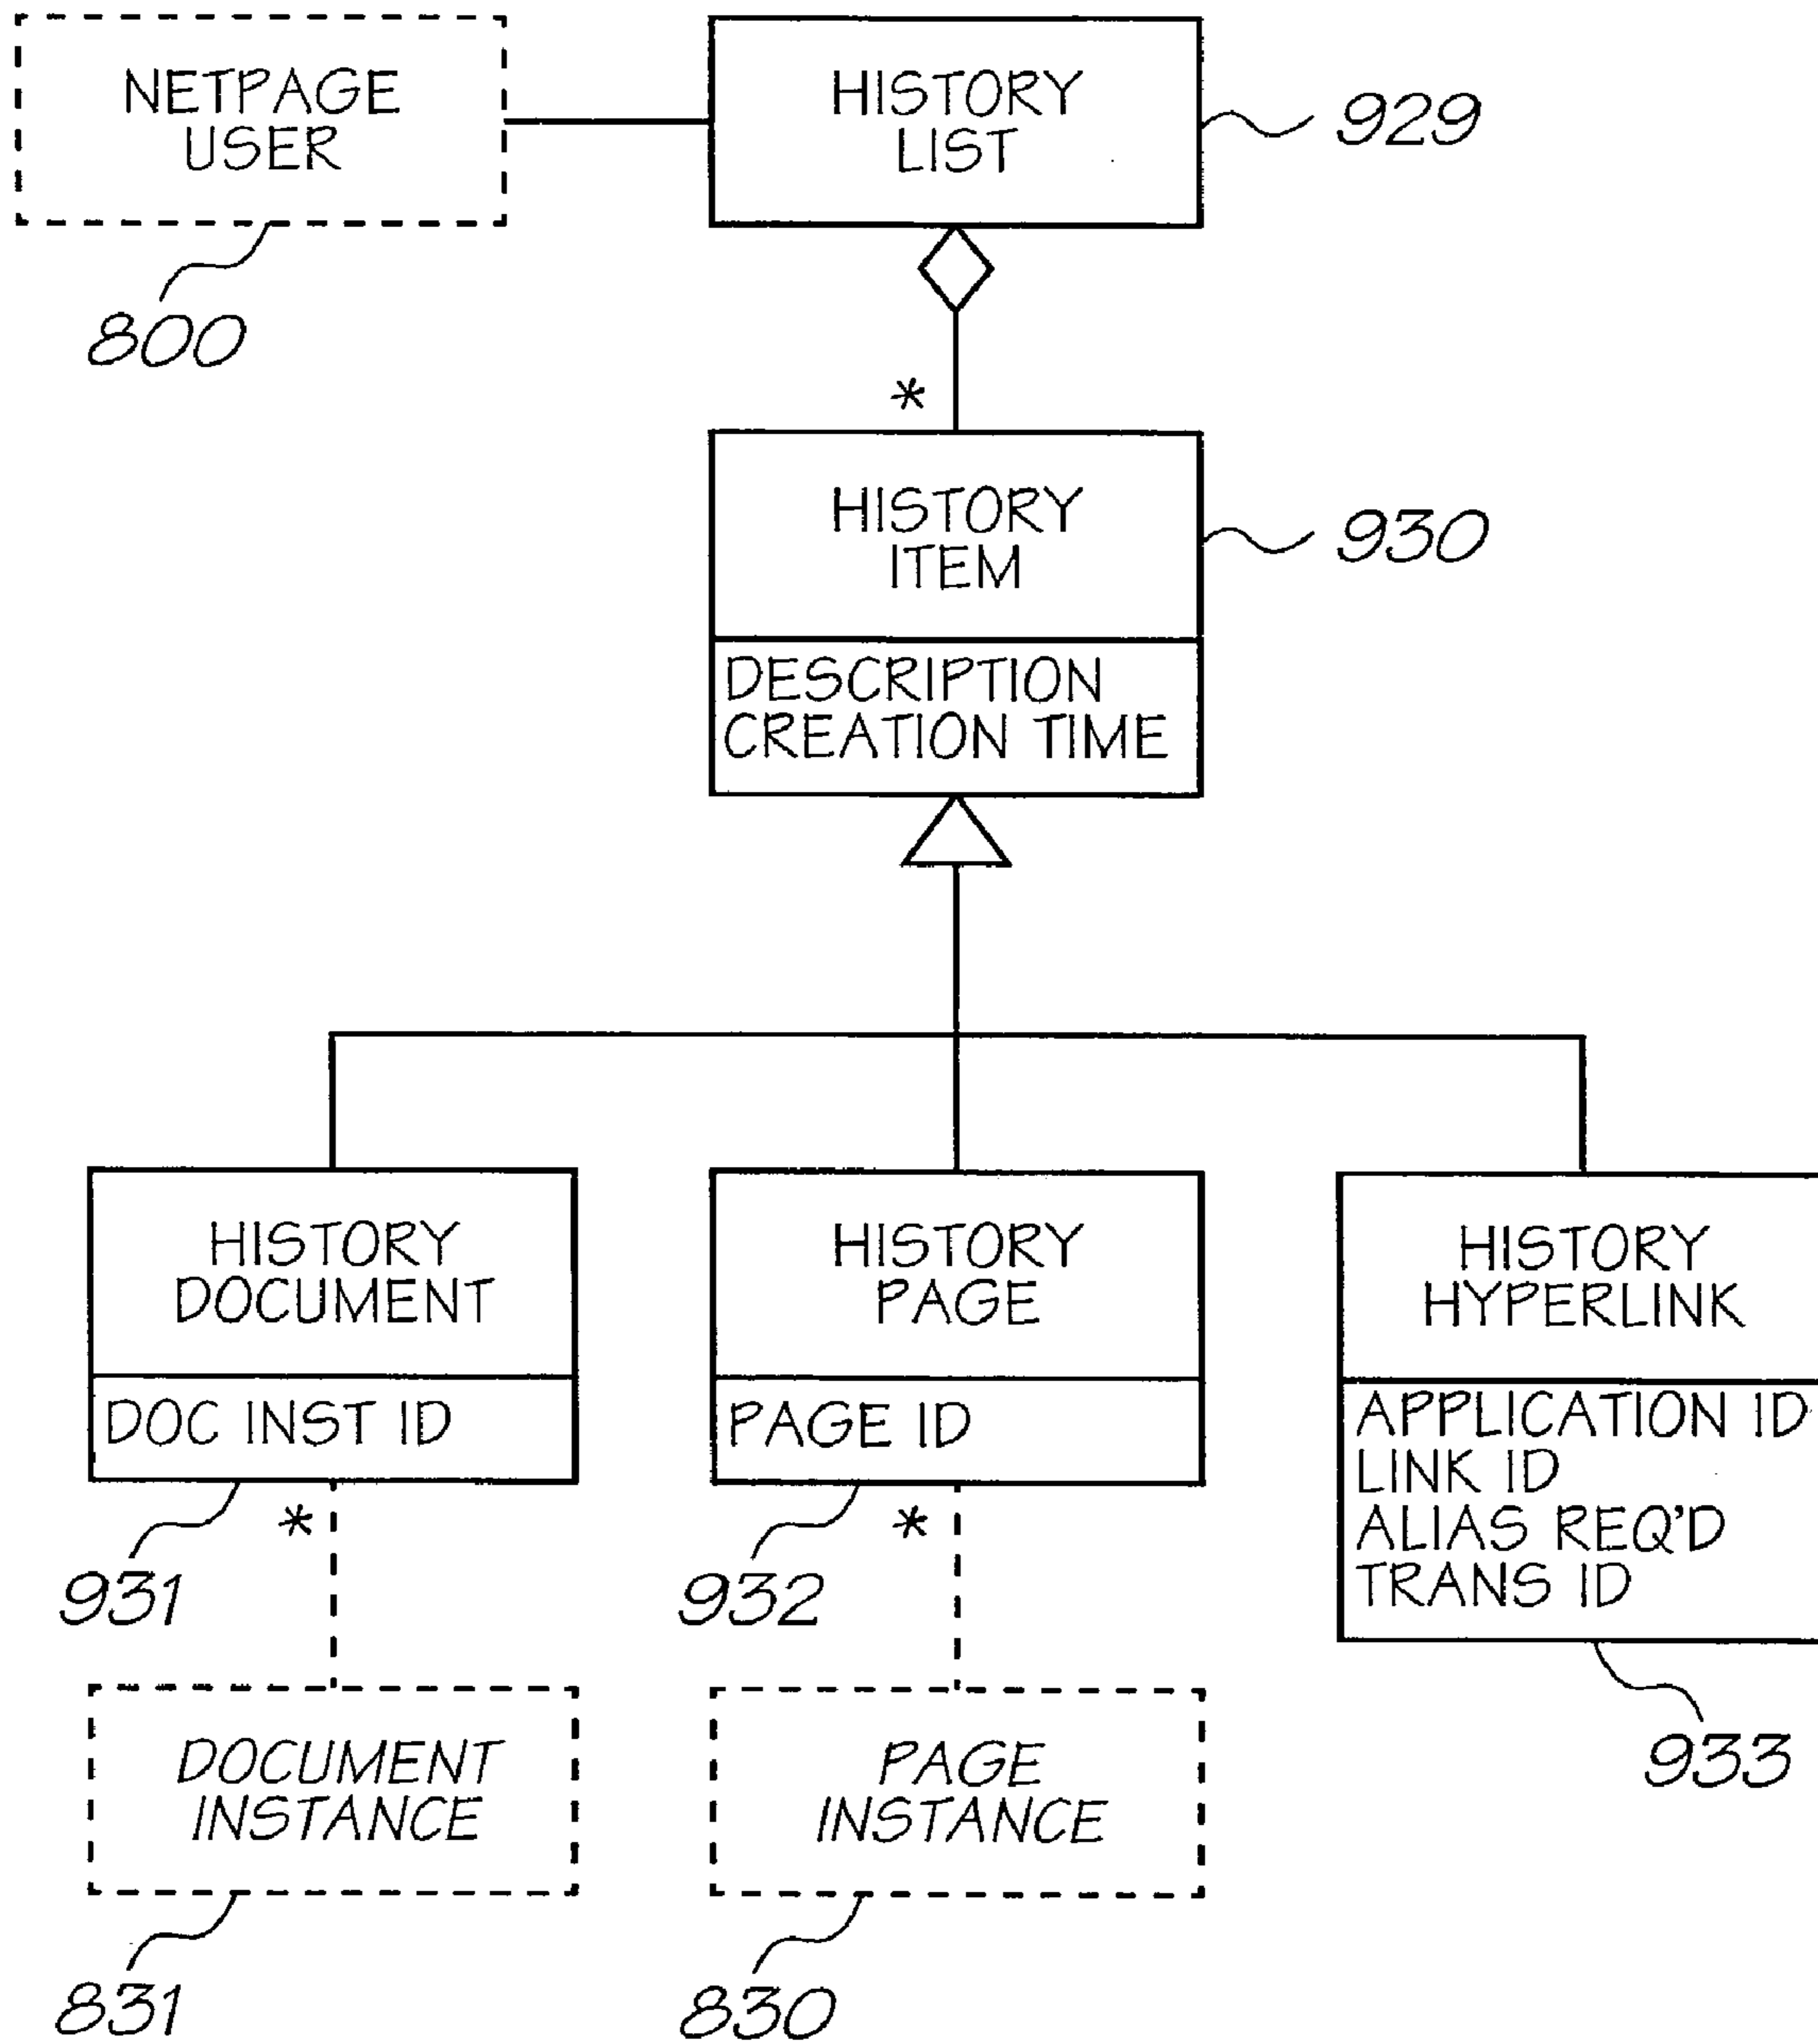 NETPAGE
USER
800
HISTORY
LIST
929
*
HISTORY
ITEM
930
DESCRIPTION
CREATION TIME
HISTORY
DOCUMENT
DOC INST ID
931
*
HISTORY
PAGE
PAGE ID
932
*
HISTORY
HYPERLINK
APPLICATION ID
LINK ID
ALIAS REQ'D
TRANS ID
933
DOCUMENT
INSTANCE
831
PAGE
INSTANCE
830